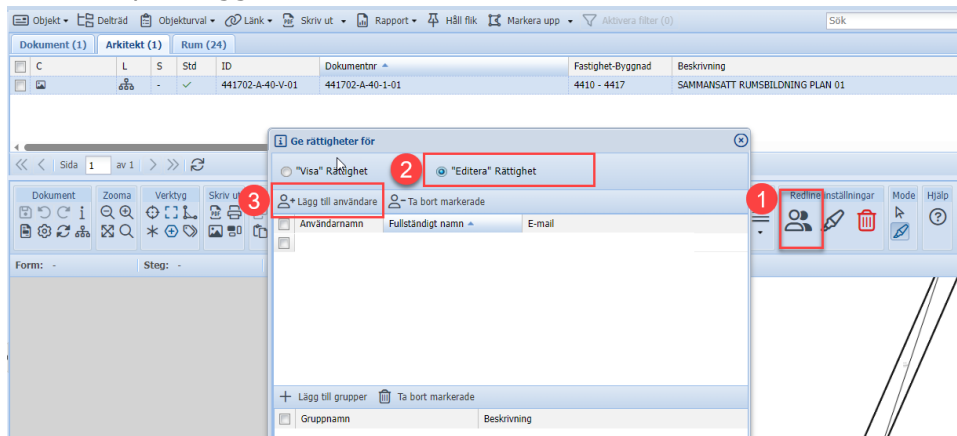 Objekt Delträd Objekturval Länk Skriv ut Rapport Håll flik Markera upp Aktivera filter (0) Sök
Dokument (1) Arkitekt (1) Rum (24)
C L S Std ID Dokumentnr Fastighet-Byggnad Beskrivning
- 441702-A-40-V-01 441702-A-40-1-01 4410 - 4417 SAMMANSATT RUMSBILDNING PLAN 01
Sida 1 av 1
Ge rättigheter för
"Visa" Rättighet 2 "Editera" Rättighet
3 Lägg till användare Ta bort markerade
Användarnamn Fullständigt namn E-mail
Dokument Zooma Verktyg Skriv ut 1 Redlineinställningar Mode Hjälp
Form: - Steg: -
Lägg till grupper Ta bort markerade
Gruppnamn Beskrivning